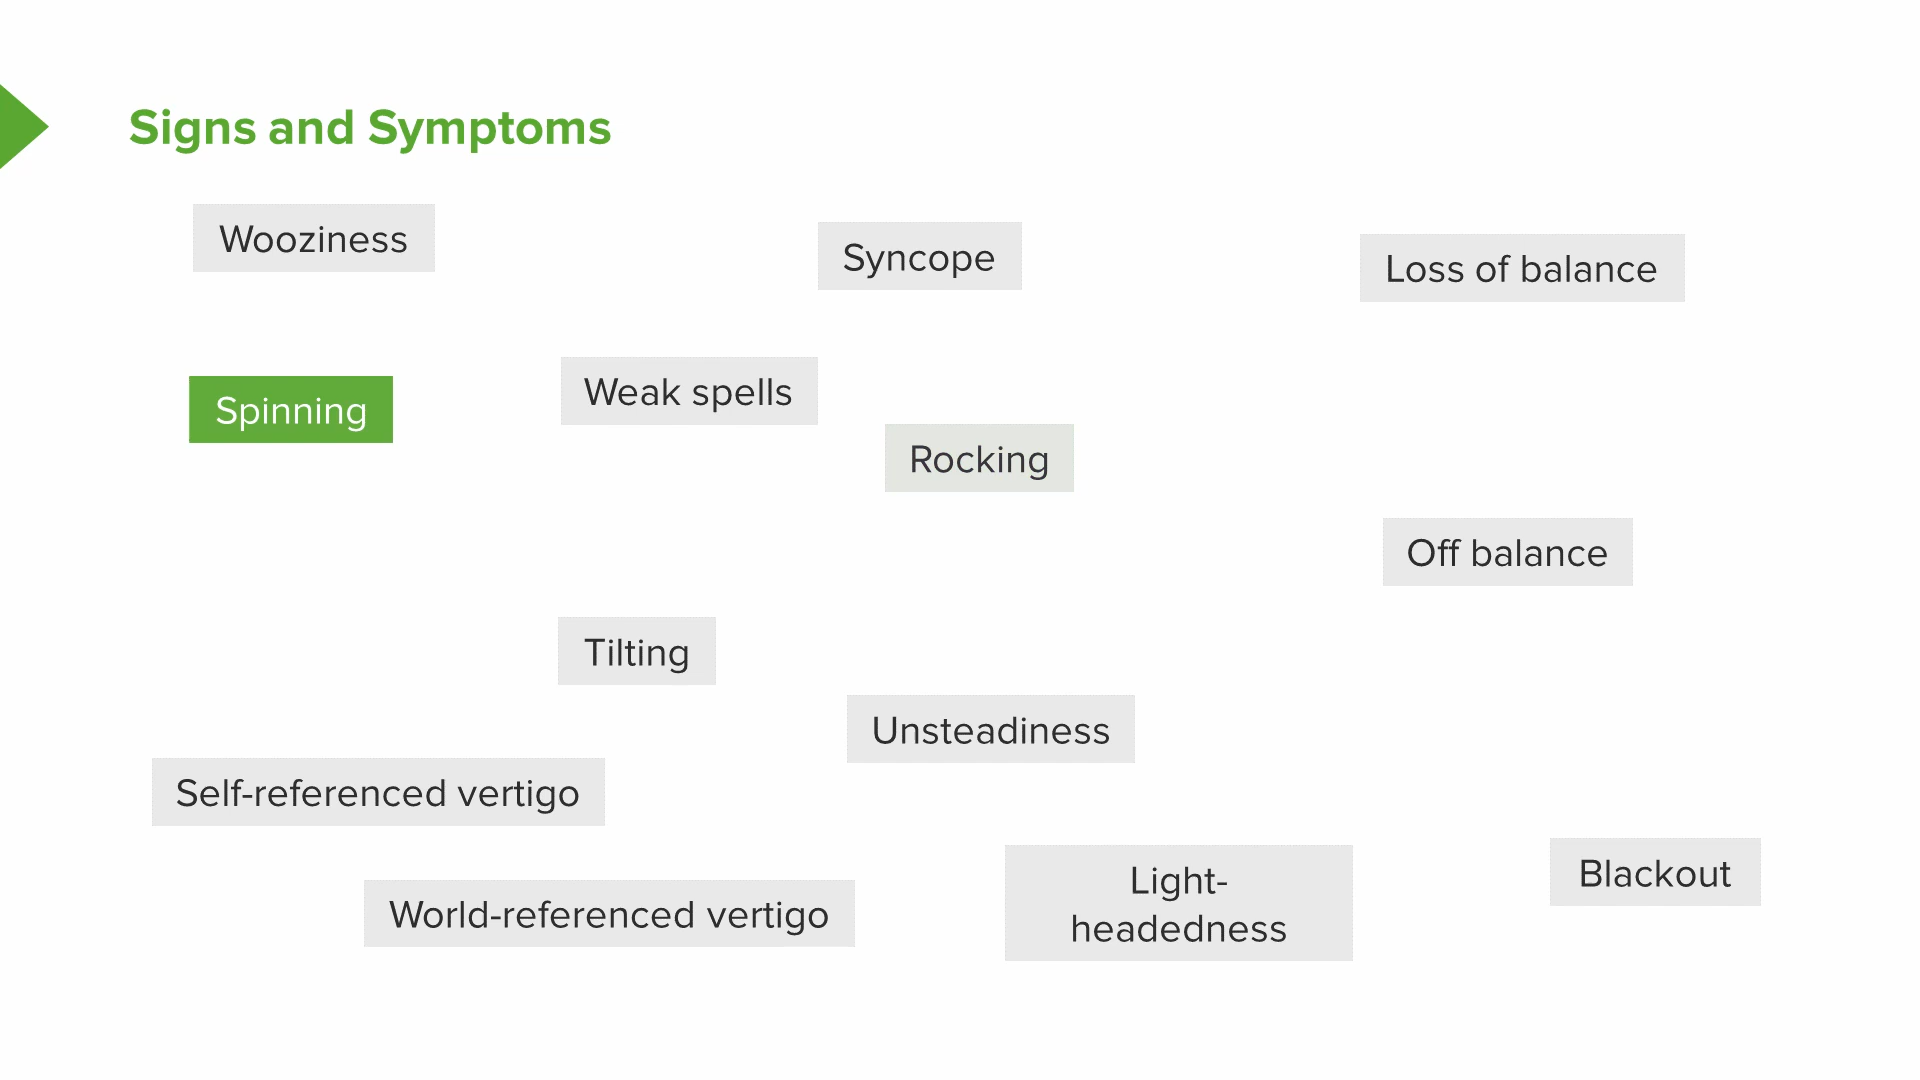 Signs and Symptoms
Wooziness
Syncope
Loss of balance
Spinning
Weak spells
Rocking
Off balance
Tilting
Unsteadiness
Self-referenced vertigo
World-referenced vertigo
Light-
headedness
Blackout